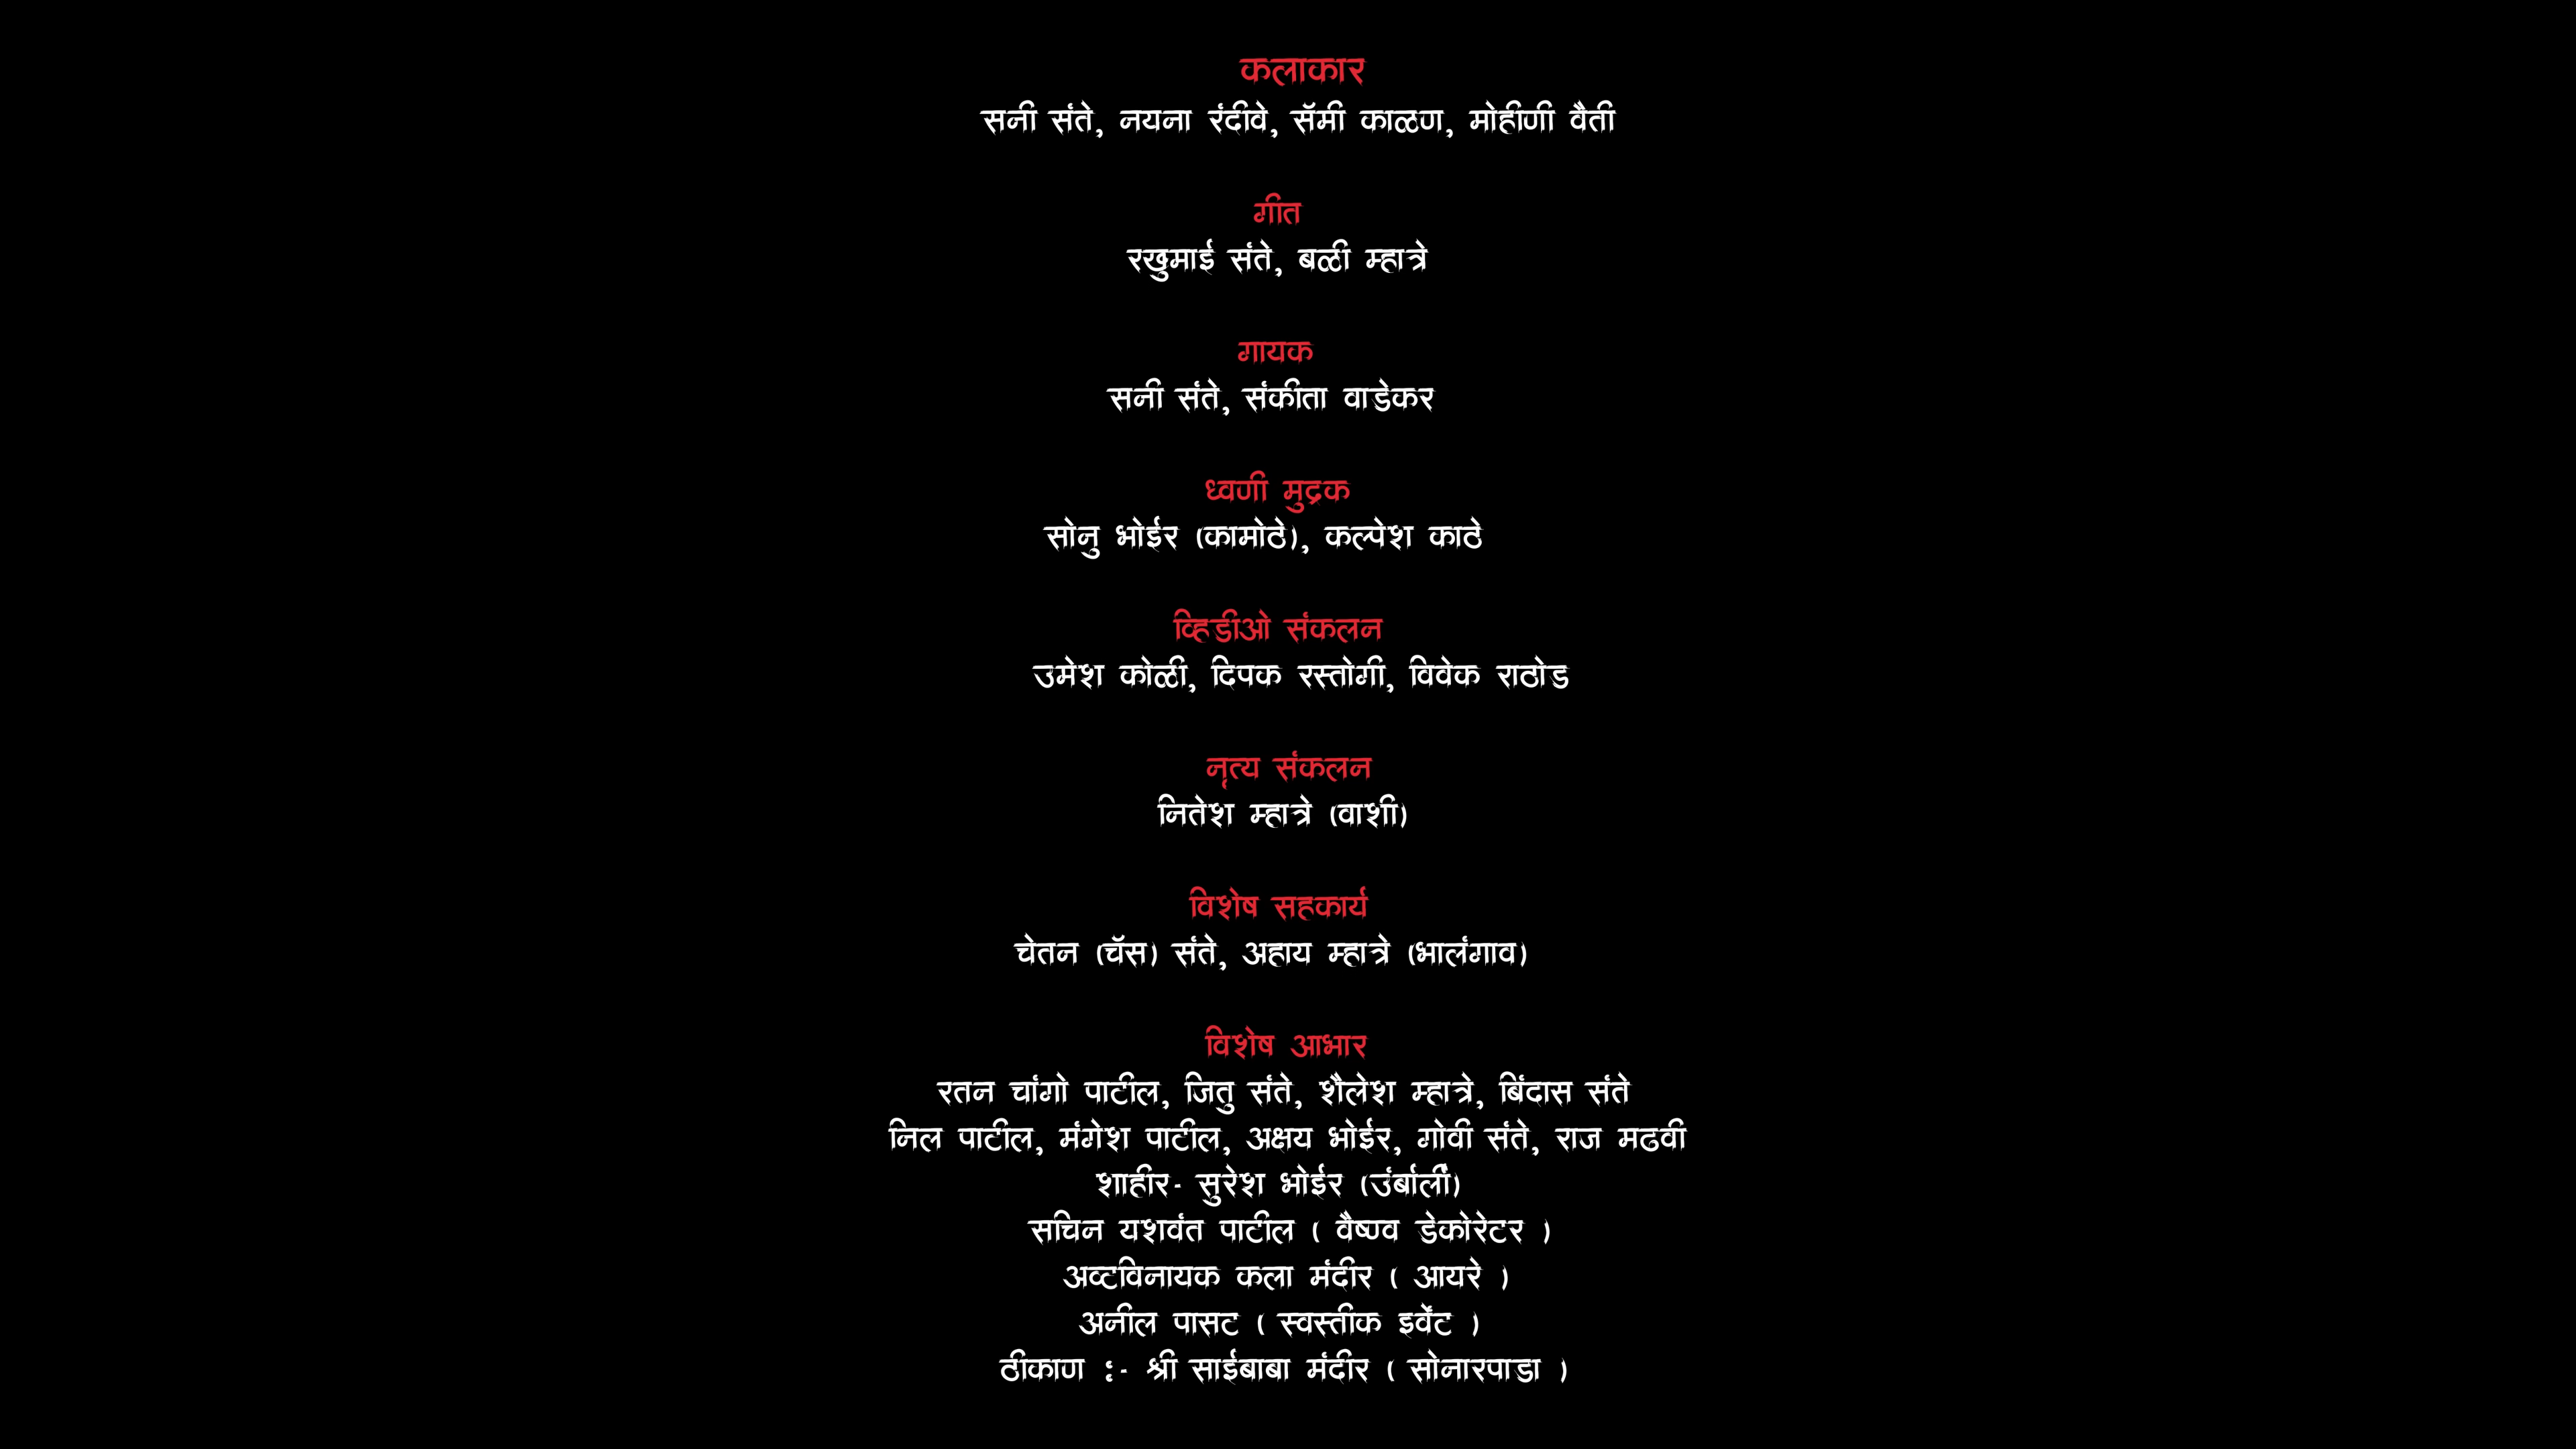 कलाकार
सनी संते, नयना रंदीवे, सॅमी काळण, मोहीणी वैती
गीत
रखुमाई संते, बळी म्हात्रे
गायक
सनी संते, संकीता वाडेकर
ध्वणी मुद्रक
सोनु भोईर (कामोठे), कल्पेश काठे
व्हिडीओ संकलन
उमेश कोळी, दिपक रस्तोगी, विवेक राठोड
नृत्य संकलन
नितेश म्हात्रे (वाशी)
विशेष सहकार्य
चेतन (चॅस) संते, अहाय म्हात्रे (भालंगाव)
विशेष आभार
रतन चांगो पाटील, जितु संते, शैलेश म्हात्रे, बिंदास संते
निल पाटील, मंगेश पाटील, अक्षय भोईर, गोवी संते, राज मढवी
शाहीर- सुरेश भोईर (उंबार्ली)
सचिन यशवंत पाटील ( वैष्णव डेकोरेटर )
अष्टविनायक कला मंदीर ( आयरे )
अनील पासट ( स्वस्तीक इवेंट )
ठीकाण :- श्री साईबाबा मंदीर ( सोनारपाडा )